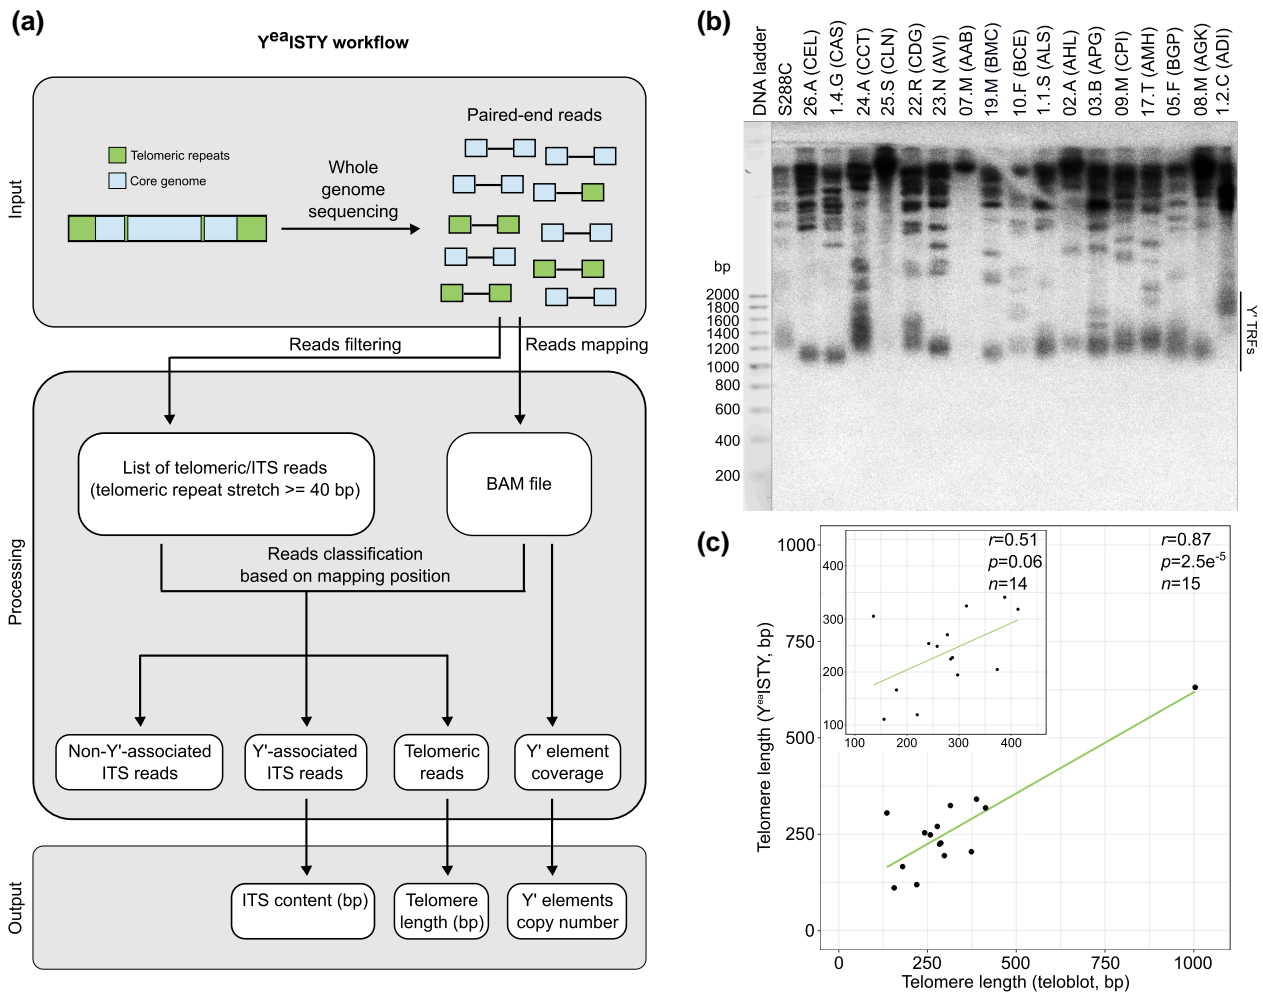 (a)
YeaISTY workflow
Input
Telomeric repeats
Core genome
Whole
genome
sequencing
Paired-end reads
Reads filtering
Reads mapping
Processing
List of telomeric/ITS reads
(telomeric repeat stretch >= 40 bp)
BAM file
Reads classification
based on mapping position
Non-Y'-associated
ITS reads
Y'-associated
ITS reads
Telomeric
reads
Y' element
coverage
Output
ITS content (bp)
Telomere
length (bp)
Y' elements
copy number
(b)
DNA ladder
S288C
26.A (CEL)
1.4.G (CAS)
24.A (CCT)
25.S (CLN)
22.R (CDG)
23.N (AVI)
07.M (AAB)
19.M (BMC)
10.F (BCE)
1.1.S (ALS)
02.A (AHL)
03.B (APG)
09.M (CPI)
17.T (AMH)
05.F (BGP)
08.M (AGK)
1.2.C (ADI)
bp
2000
1800
1600
1400
1200
1000
800
600
400
200
Y' TRFs
(c)
Telomere length (YeaISTY, bp)
1000
750
500
250
0
400
300
200
100
100 200 300 400
r=0.51
p=0.06
n=14
r=0.87
p=2.5e-5
n=15
0 250 500 750 1000
Telomere length (teloblot, bp)